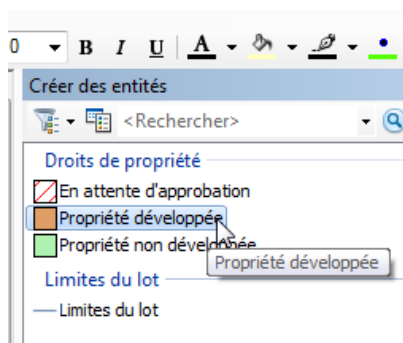 0 B I U A
Créer des entités
<Rechercher>
Droits de propriété
En attente d'approbation
Propriété développée
Propriété non développée
Propriété développée
Limites du lot
Limites du lot